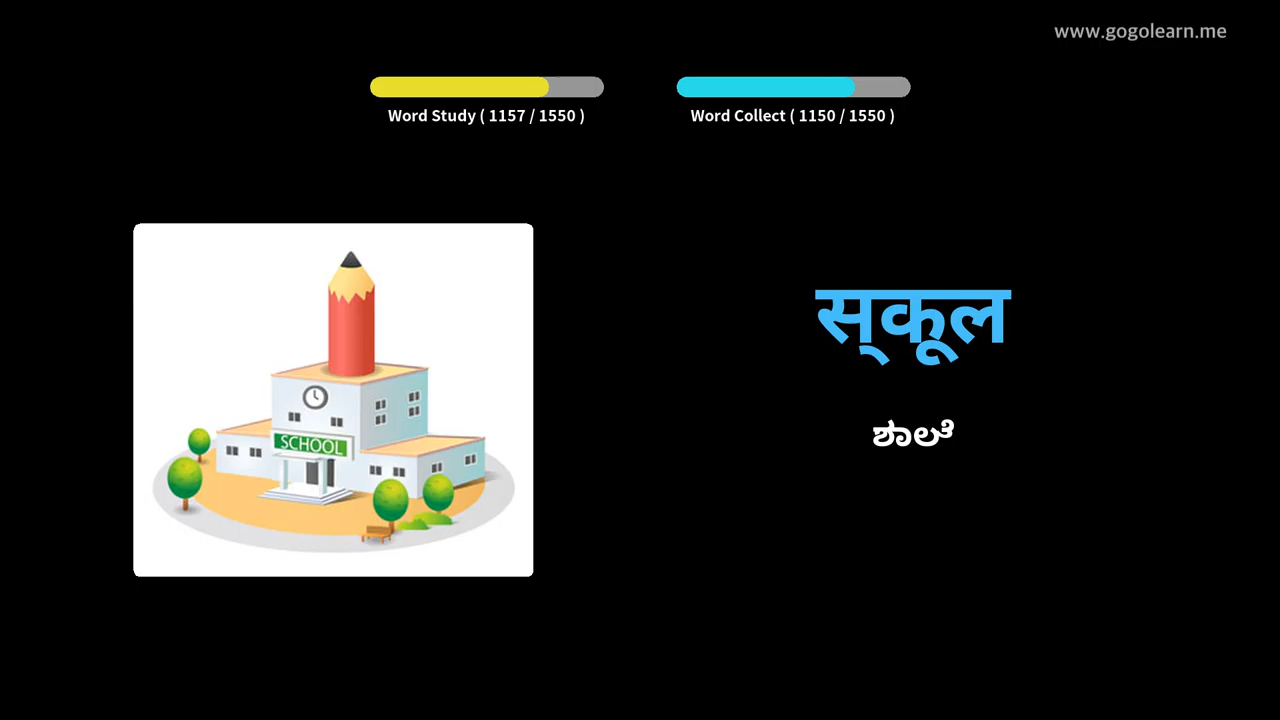 www.gogolearn.me
Word Study ( 1157 / 1550 )
Word Collect ( 1150 / 1550 )
SCHOOL
स्कूल
ಶಾಲೆ